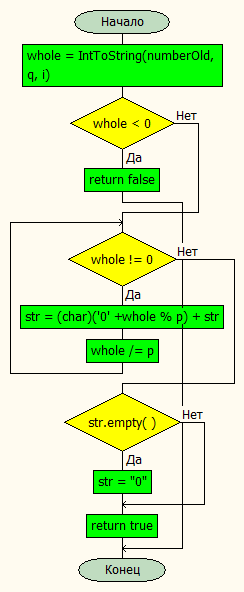 Начало
whole = IntToString(numberOld,
q, i)
whole < 0
Нет
Да
return false
whole != 0
Нет
Да
str = (char)('0' +whole % p) + str
whole /= p
str.empty( )
Нет
Да
str = "0"
return true
Конец